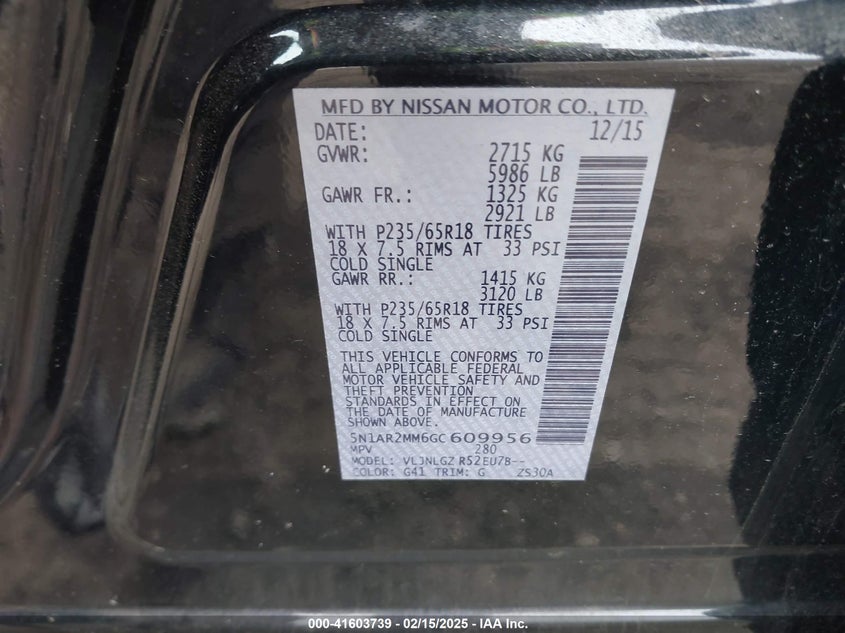 MFD BY NISSAN MOTOR CO., LTD.
DATE: 12/15
GVWR: 2715 KG
5986 LB
GAWR FR.: 1325 KG
2921 LB
WITH P235/65R18 TIRES
18 X 7.5 RIMS AT 33 PSI
COLD SINGLE
GAWR RR.: 1415 KG
3120 LB
WITH P235/65R18 TIRES
18 X 7.5 RIMS AT 33 PSI
COLD SINGLE
THIS VEHICLE CONFORMS TO
ALL APPLICABLE FEDERAL
MOTOR VEHICLE SAFETY AND
THEFT PREVENTION
STANDARDS IN EFFECT ON
THE DATE OF MANUFACTURE
SHOWN ABOVE.
5N1AR2MM6GC 609956
MPV 280
MODEL: VLJNLGZ R52EU7B--
COLOR: G41 TRIM: G ZS30A
000-41603739 - 02/15/2025 - IAA Inc.